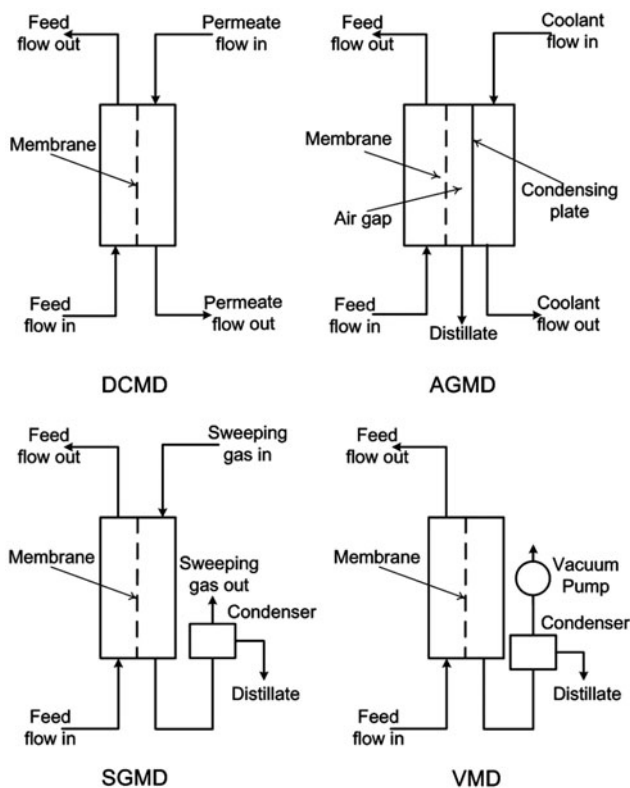 Feed
flow out
Permeate
flow in
Membrane
Feed
flow in
Permeate
flow out
DCMD
Feed
flow out
Coolant
flow in
Membrane
Air gap
Condensing
plate
Feed
flow in
Distillate
Coolant
flow out
AGMD
Feed
flow out
Sweeping
gas in
Membrane
Sweeping
gas out
Condenser
Distillate
Feed
flow in
SGMD
Feed
flow out
Membrane
Vacuum
Pump
Condenser
Distillate
Feed
flow in
VMD